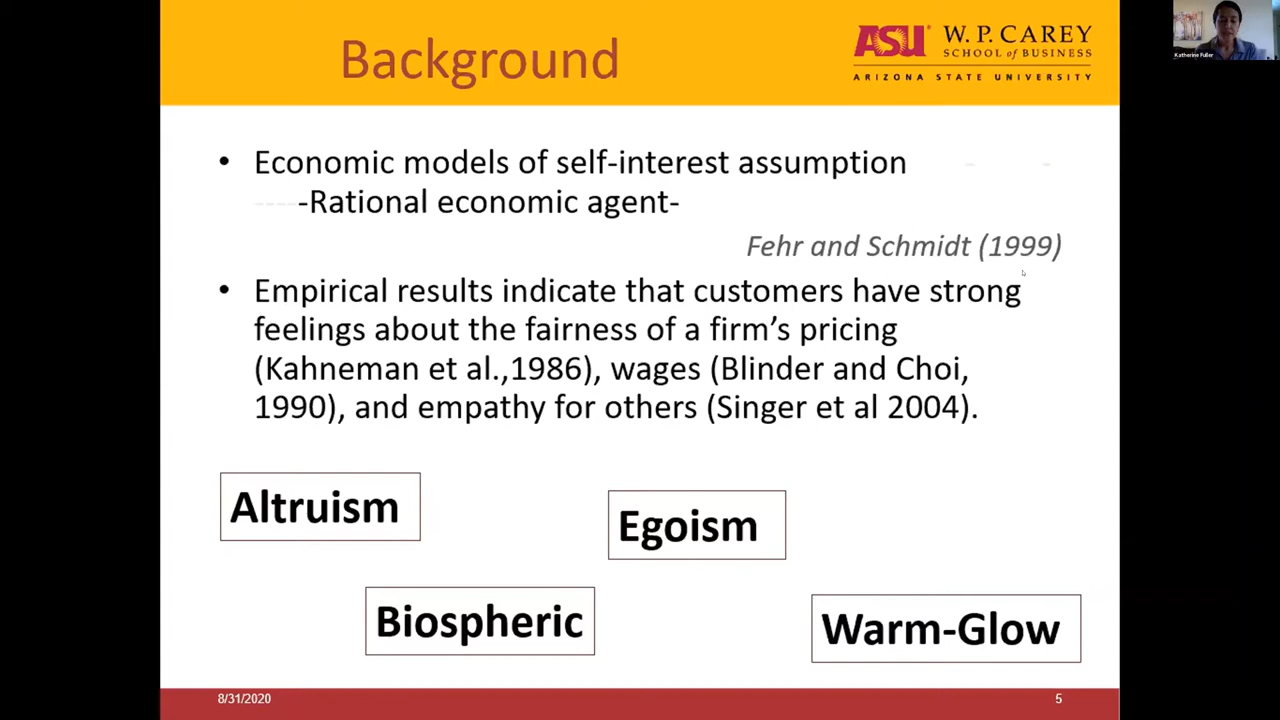 Background
ASU W. P. CAREY
SCHOOL of BUSINESS
ARIZONA STATE UNIVERSITY
Katherine Fuller
• Economic models of self-interest assumption
-Rational economic agent-
Fehr and Schmidt (1999)
• Empirical results indicate that customers have strong
feelings about the fairness of a firm’s pricing
(Kahneman et al.,1986), wages (Blinder and Choi,
1990), and empathy for others (Singer et al 2004).
Altruism
Egoism
Biospheric
Warm-Glow
8/31/2020
5